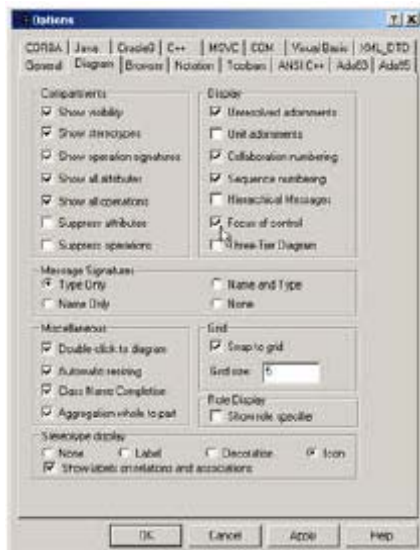 Options
CORBA Java Oracle8 C++ MSVC COM Visual Basic XML_DTD
General Diagram Browser Notation Toolbars ANSI C++ Ada83 Ada95
Compartments
Show visibility
Show stereotypes
Show operation signatures
Show all attributes
Show all operations
Suppress attributes
Suppress operations
Display
Unresolved adornments
Unit adornments
Collaboration numbering
Sequence numbering
Hierarchical Messages
Focus of control
Three-Tier Diagram
Message Signatures
Type Only
Name and Type
Name Only
None
Miscellaneous
Double-click to diagram
Automatic resizing
Class Name Completion
Aggregation whole to part
Grid
Snap to grid
Grid size: 5
Role Display
Show role specifier
Stereotype display
None Label Decoration Icon
Show labels on relations and associations
OK Cancel Apply Help